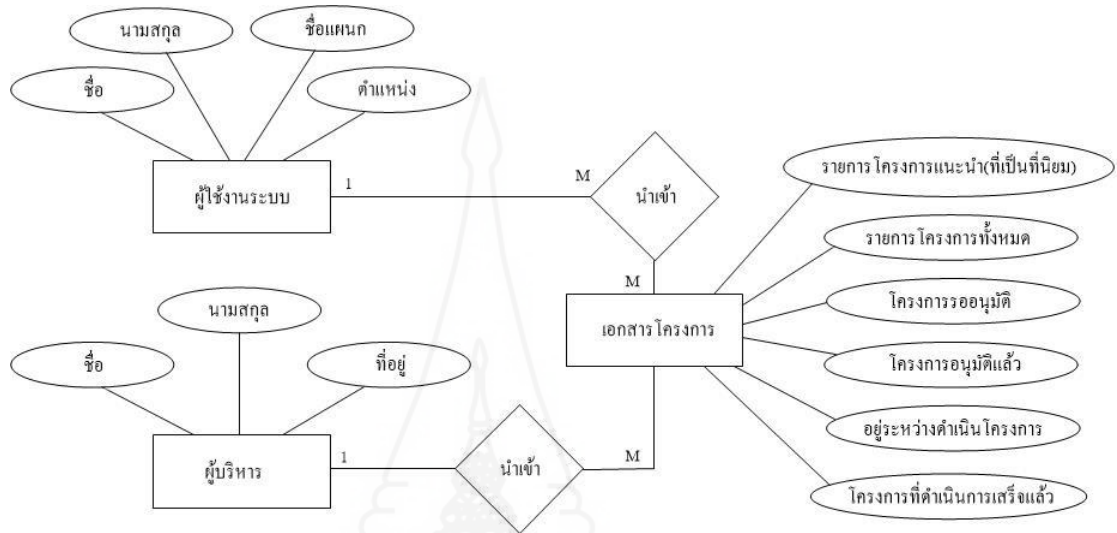 นามสกุล
ชื่อแผนก
ชื่อ
ตำแหน่ง
ผู้ใช้งานระบบ
1
M
นำเข้า
M
รายการโครงการแนะนำ(ที่เป็นที่นิยม)
รายการโครงการทั้งหมด
โครงการรออนุมัติ
โครงการอนุมัติแล้ว
อยู่ระหว่างดำเนินโครงการ
โครงการที่ดำเนินการเสร็จแล้ว
เอกสารโครงการ
นามสกุล
ชื่อ
ที่อยู่
ผู้บริหาร
1
นำเข้า
M